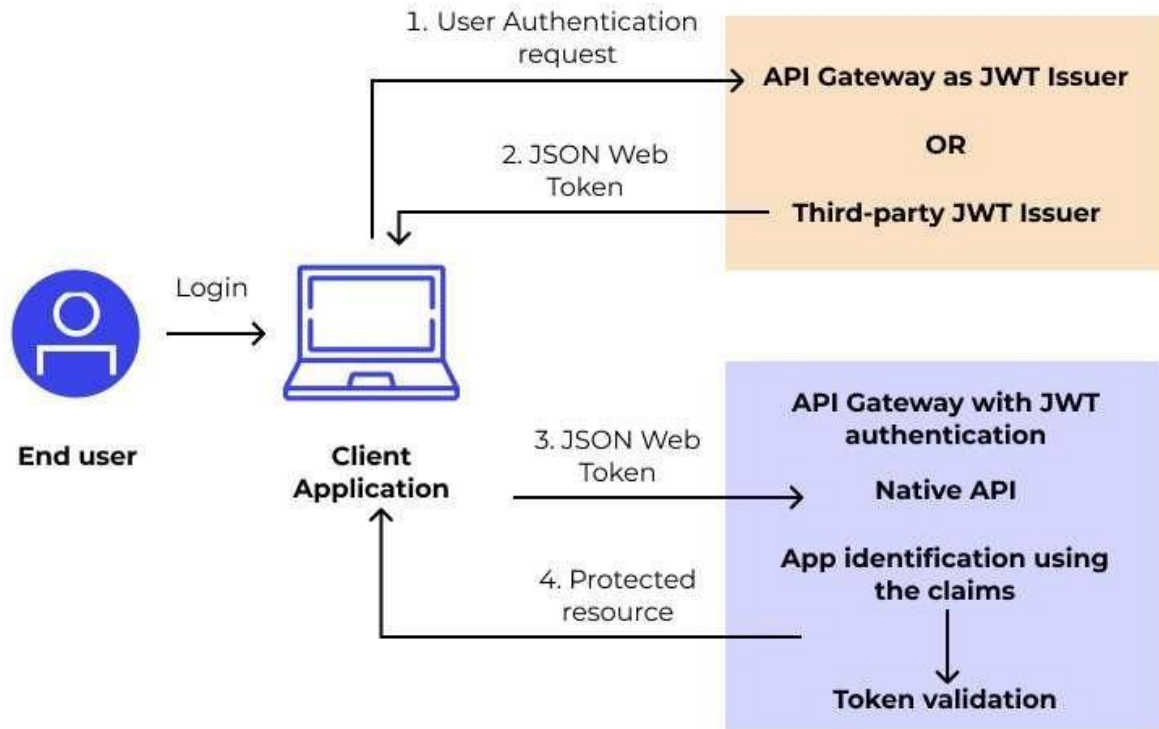 1. User Authentication
request
API Gateway as JWT Issuer
OR
2. JSON Web
Token
Third-party JWT Issuer
Login
End user
Client
Application
3. JSON Web
Token
API Gateway with JWT
authentication
Native API
App identification using
the claims
4. Protected
resource
Token validation